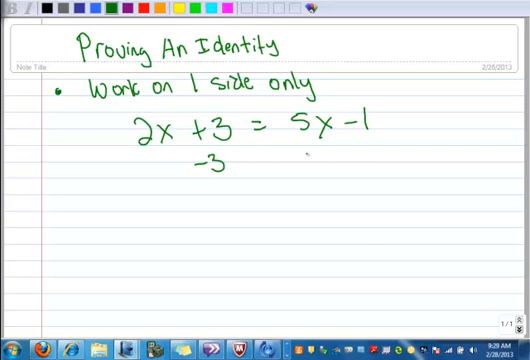 B I
Proving An Identity
Note Title
2/28/2013
• Work on 1 side only
2x + 3 = 5x - 1
-3
1 / 1
9:29 AM
2/28/2013